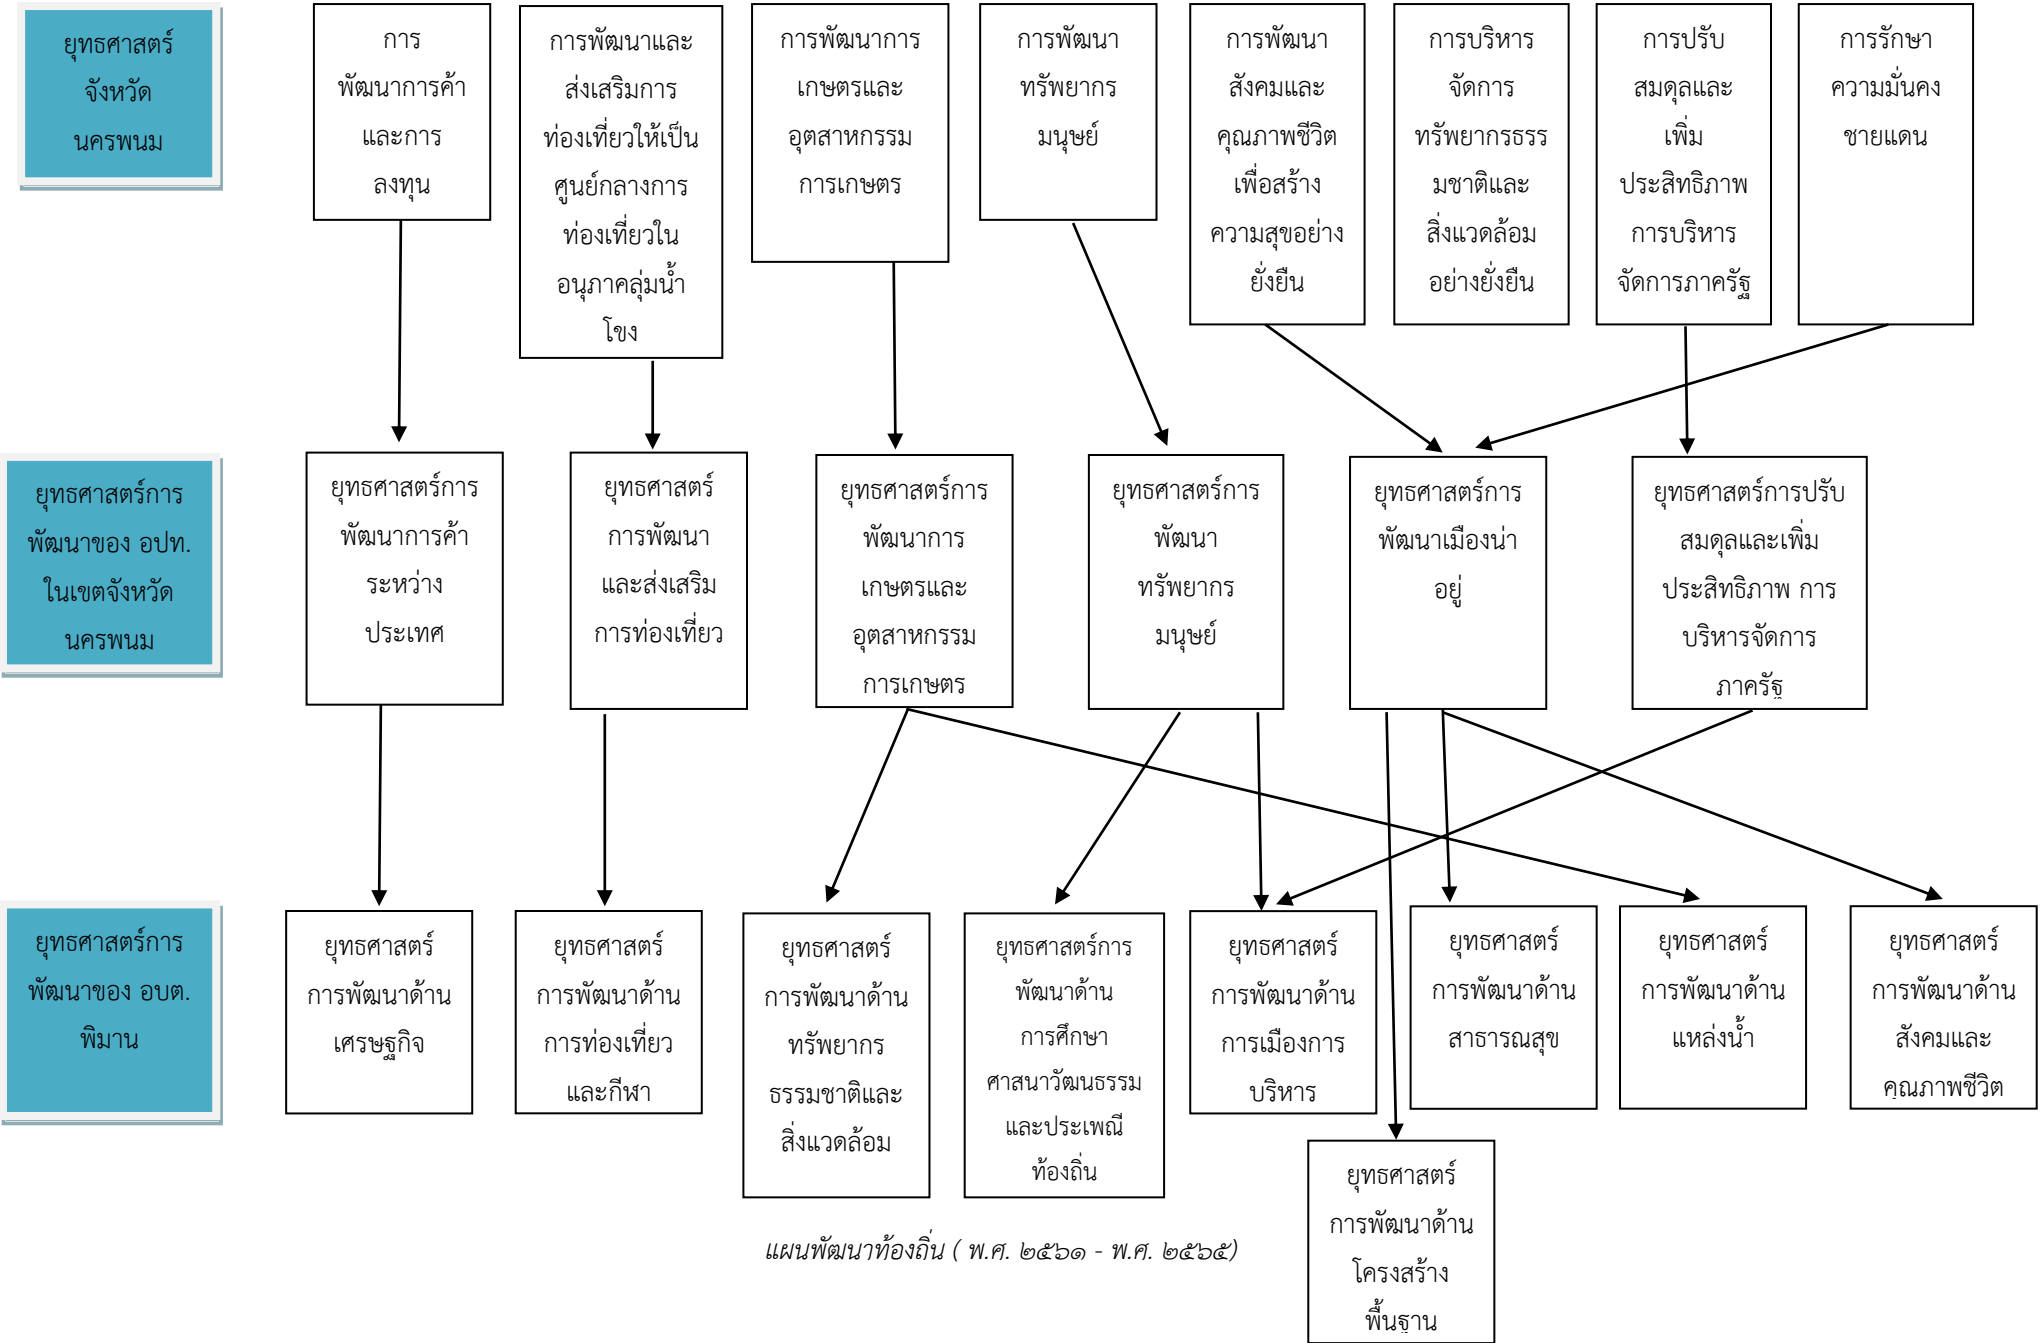 ยุทธศาสตร์
จังหวัด
นครพนม
การ
พัฒนาการค้า
และการ
ลงทุน
การพัฒนาและ
ส่งเสริมการ
ท่องเที่ยวให้เป็น
ศูนย์กลางการ
ท่องเที่ยวใน
อนุภาคลุ่มน้ำ
โขง
การพัฒนาการ
เกษตรและ
อุตสาหกรรม
การเกษตร
การพัฒนา
ทรัพยากร
มนุษย์
การพัฒนา
สังคมและ
คุณภาพชีวิต
เพื่อสร้าง
ความสุขอย่าง
ยั่งยืน
การบริหาร
จัดการ
ทรัพยากรธรร
มชาติและ
สิ่งแวดล้อม
อย่างยั่งยืน
การปรับ
สมดุลและ
เพิ่ม
ประสิทธิภาพ
การบริหาร
จัดการภาครัฐ
การรักษา
ความมั่นคง
ชายแดน
ยุทธศาสตร์การ
พัฒนาของ อปท.
ในเขตจังหวัด
นครพนม
ยุทธศาสตร์การ
พัฒนาการค้า
ระหว่าง
ประเทศ
ยุทธศาสตร์
การพัฒนา
และส่งเสริม
การท่องเที่ยว
ยุทธศาสตร์การ
พัฒนาการ
เกษตรและ
อุตสาหกรรม
การเกษตร
ยุทธศาสตร์การ
พัฒนา
ทรัพยากร
มนุษย์
ยุทธศาสตร์การ
พัฒนาเมืองน่า
อยู่
ยุทธศาสตร์การปรับ
สมดุลและเพิ่ม
ประสิทธิภาพ การ
บริหารจัดการ
ภาครัฐ
ยุทธศาสตร์การ
พัฒนาของ อบต.
พิมาน
ยุทธศาสตร์
การพัฒนาด้าน
เศรษฐกิจ
ยุทธศาสตร์
การพัฒนาด้าน
การท่องเที่ยว
และกีฬา
ยุทธศาสตร์
การพัฒนาด้าน
ทรัพยากร
ธรรมชาติและ
สิ่งแวดล้อม
ยุทธศาสตร์การ
พัฒนาด้าน
การศึกษา
ศาสนาวัฒนธรรม
และประเพณี
ท้องถิ่น
ยุทธศาสตร์
การพัฒนาด้าน
การเมืองการ
บริหาร
ยุทธศาสตร์
การพัฒนาด้าน
สาธารณสุข
ยุทธศาสตร์
การพัฒนาด้าน
แหล่งน้ำ
ยุทธศาสตร์
การพัฒนาด้าน
สังคมและ
คุณภาพชีวิต
ยุทธศาสตร์
การพัฒนาด้าน
โครงสร้าง
พื้นฐาน
แผนพัฒนาท้องถิ่น ( พ.ศ. ๒๕๖๑ - พ.ศ. ๒๕๖๕)